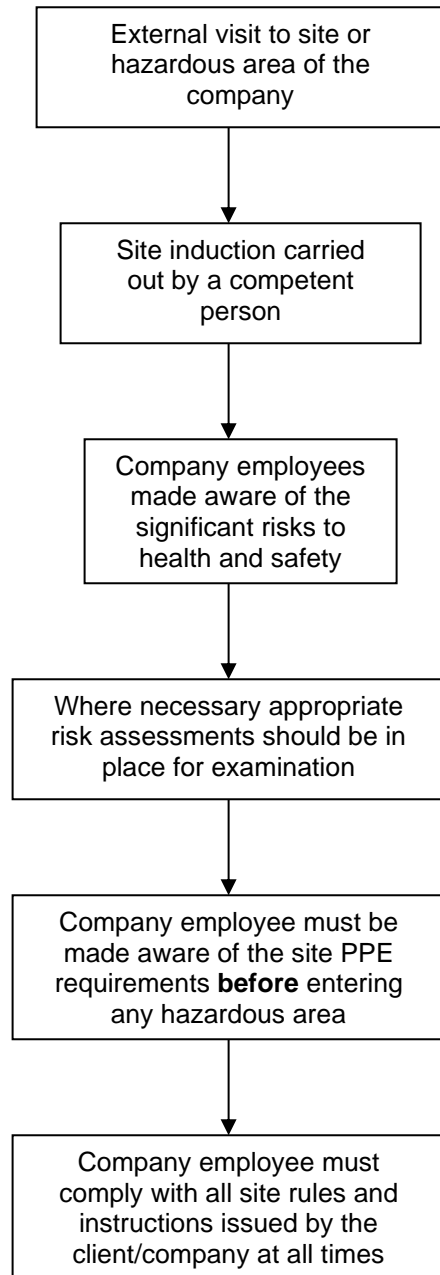 External visit to site or
hazardous area of the
company
Site induction carried
out by a competent
person
Company employees
made aware of the
significant risks to
health and safety
Where necessary appropriate
risk assessments should be in
place for examination
Company employee must be
made aware of the site PPE
requirements before entering
any hazardous area
Company employee must
comply with all site rules and
instructions issued by the
client/company at all times